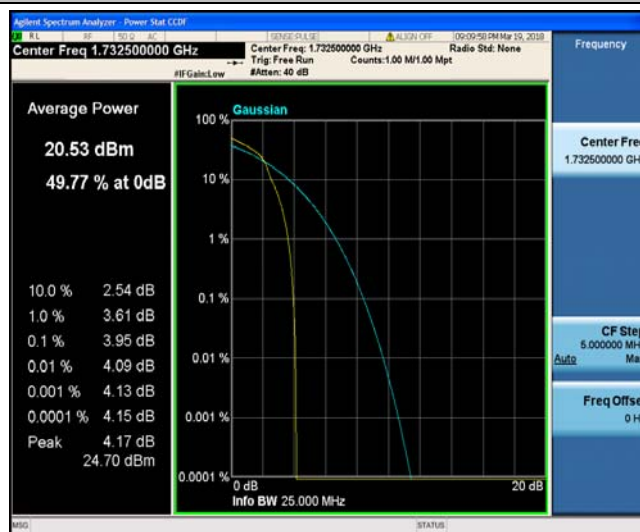 Agilent Spectrum Analyzer - Power Stat CCDF
RL RF 50 Ω AC SENSE:PULSE ALIGN OFF 09:09:58 PM Mar 19, 2018
Center Freq 1.732500000 GHz
Center Freq: 1.732500000 GHz Radio Std: None
Trig: Free Run Counts:1.00 M/1.00 Mpt
#IFGain:Low #Atten: 40 dB
Frequency
Average Power
20.53 dBm
49.77 % at 0dB
10.0 % 2.54 dB
1.0 % 3.61 dB
0.1 % 3.95 dB
0.01 % 4.09 dB
0.001 % 4.13 dB
0.0001 % 4.15 dB
Peak 4.17 dB
24.70 dBm
Gaussian
100 %
10 %
1 %
0.1 %
0.01 %
0.001 %
0.0001 %
0 dB 20 dB
Info BW 25.000 MHz
Center Fre
1.732500000 GH
CF Ste
5.000000 MH
Auto Ma
Freq Offse
0 H
MSG STATUS